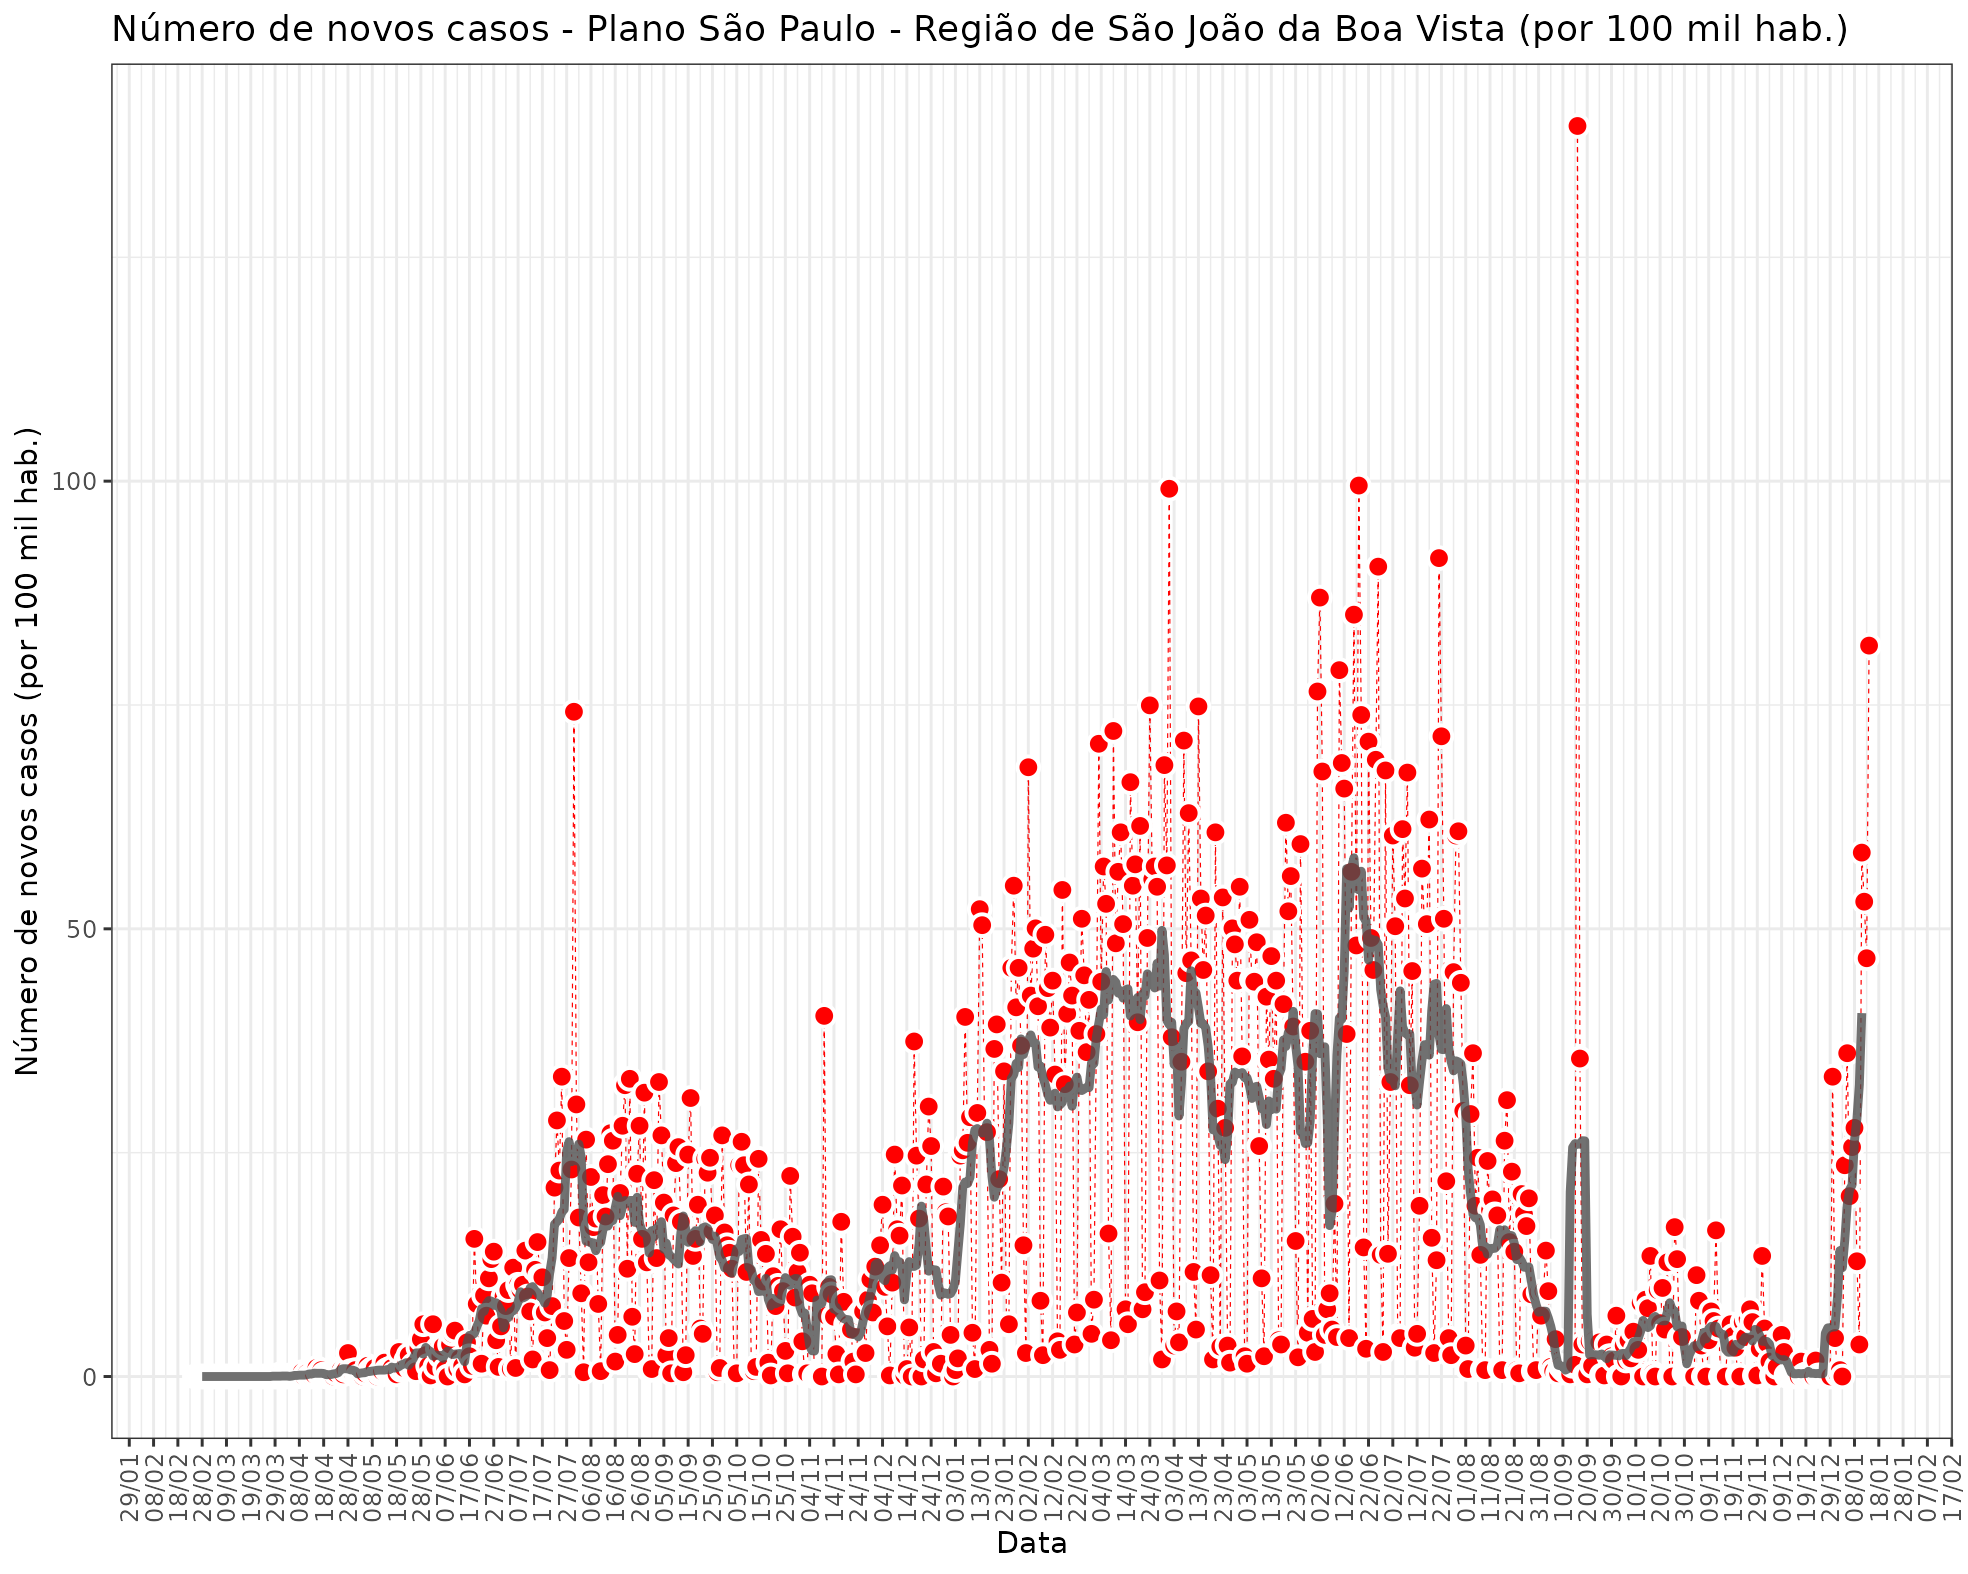 Número de novos casos - Plano São Paulo - Região de São João da Boa Vista (por 100 mil hab.)
Número de novos casos (por 100 mil hab.)
100
50
0
29/01 08/02 18/02 28/02 09/03 19/03 29/03 08/04 18/04 28/04 08/05 18/05 28/05 07/06 17/06 27/06 07/07 17/07 27/07 06/08 16/08 26/08 05/09 15/09 25/09 05/10 15/10 25/10 04/11 14/11 24/11 04/12 14/12 24/12 03/01 13/01 23/01 02/02 12/02 22/02 04/03 14/03 24/03 03/04 13/04 23/04 03/05 13/05 23/05 02/06 12/06 22/06 02/07 12/07 22/07 01/08 11/08 21/08 31/08 10/09 20/09 30/09 10/10 20/10 30/10 09/11 19/11 29/11 09/12 19/12 29/12 08/01 18/01 28/01 07/02 17/02
Data